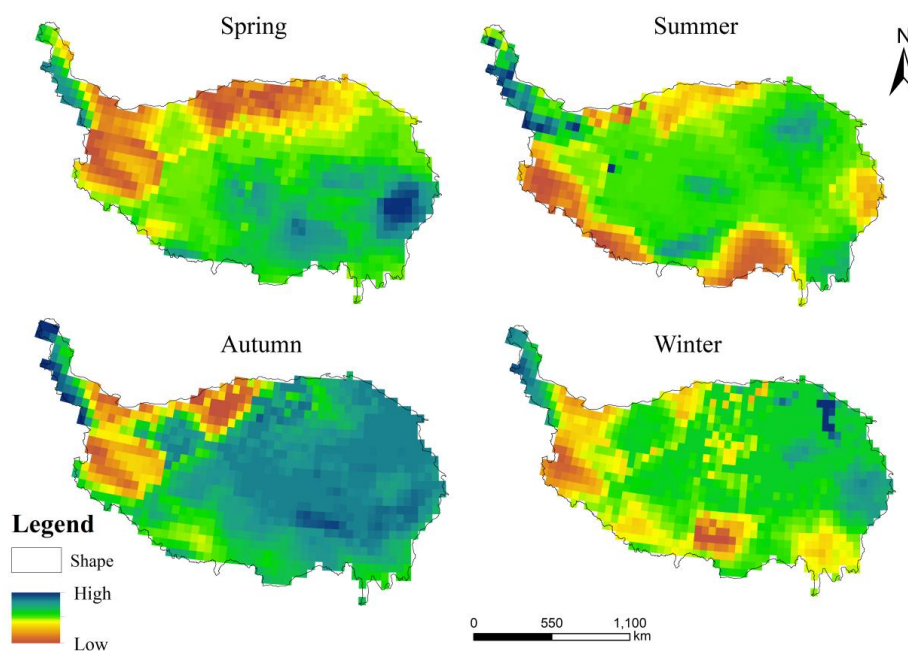 Spring
Summer
N
Autumn
Winter
Legend
Shape
High
Low
0 550 1,100
km